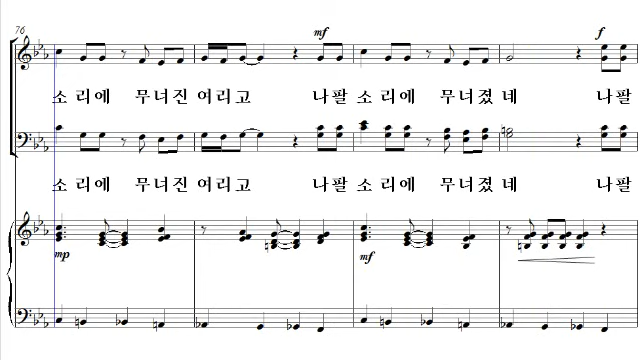 76
mf
f
소 리에 무너진 여리고 나팔 소 리에 무너졌 네 나팔
소 리에 무너진 여리고 나팔 소 리에 무너졌 네 나팔
mp
mf